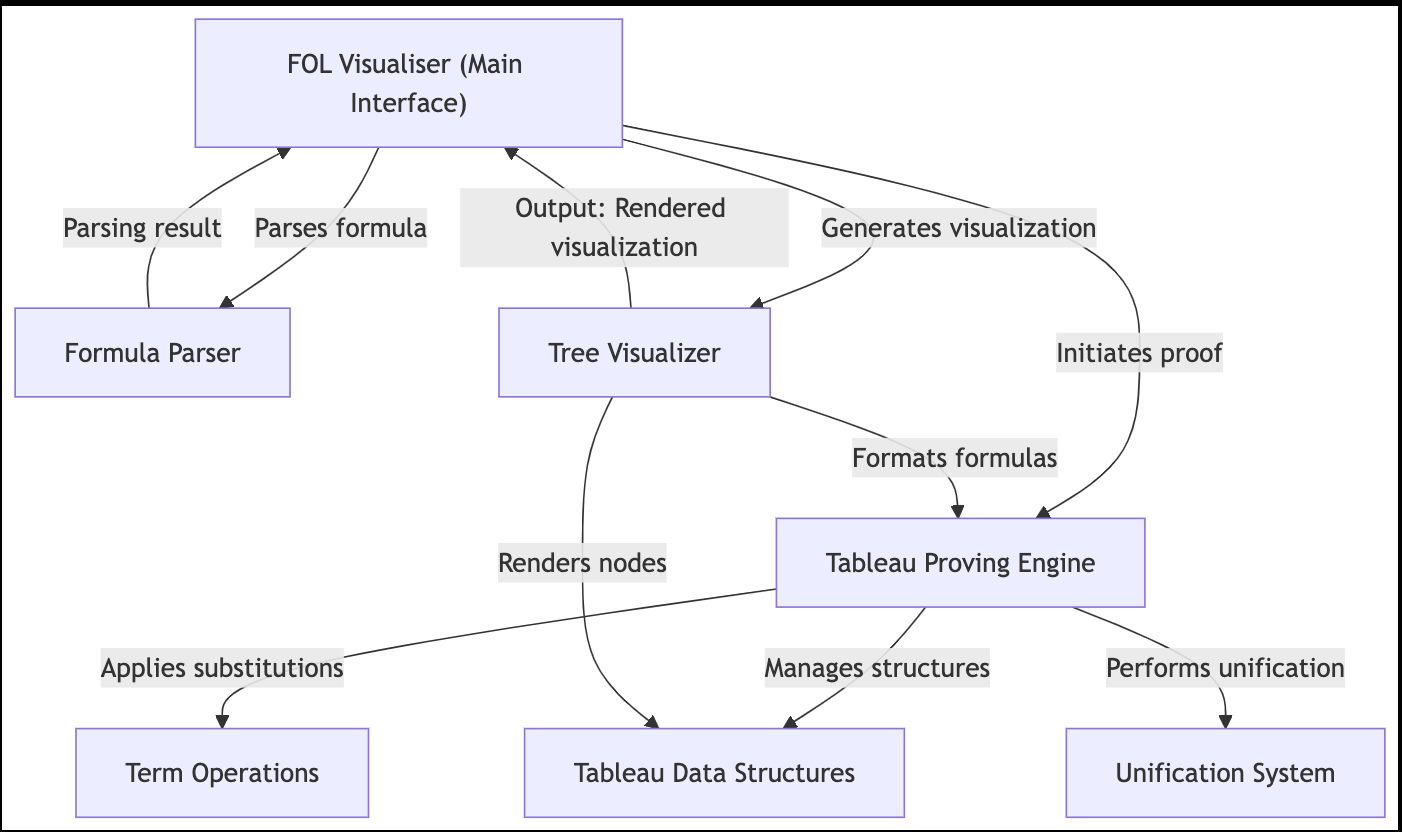 FOL Visualiser (Main
Interface)
Parsing result
Parses formula
Output: Rendered
visualization
Generates visualization
Formula Parser
Tree Visualizer
Initiates proof
Formats formulas
Renders nodes
Tableau Proving Engine
Applies substitutions
Manages structures
Performs unification
Term Operations
Tableau Data Structures
Unification System